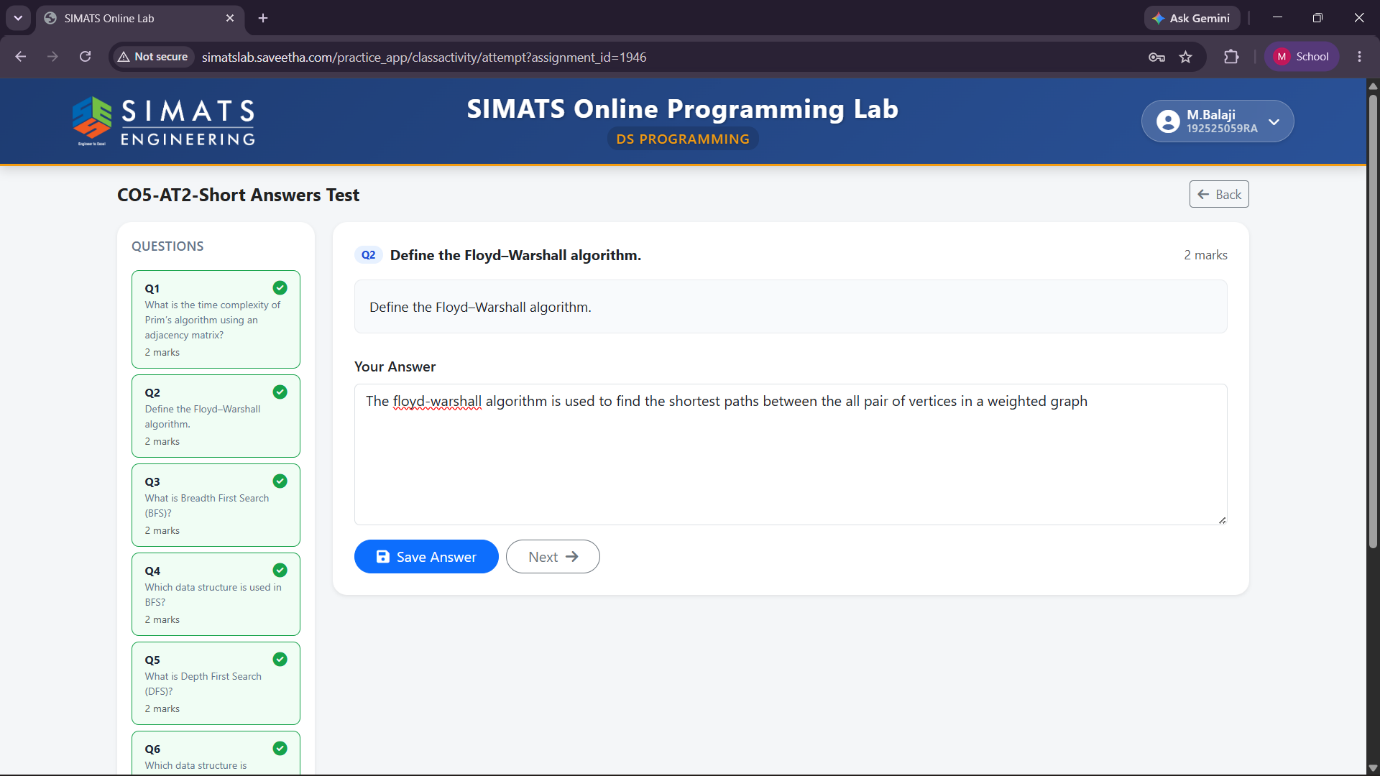 SIMATS Online Lab
Ask Gemini
Not secure
simatslab.saveetha.com/practice_app/classactivity/attempt?assignment_id=1946
M
School
SIMATS
ENGINEERING
SIMATS Online Programming Lab
DS PROGRAMMING
M.Balaji
192525059RA
CO5-AT2-Short Answers Test
Back
QUESTIONS
Q1
What is the time complexity of
Prim's algorithm using an
adjacency matrix?
2 marks
Q2
Define the Floyd–Warshall
algorithm.
2 marks
Q3
What is Breadth First Search
(BFS)?
2 marks
Q4
Which data structure is used in
BFS?
2 marks
Q5
What is Depth First Search
(DFS)?
2 marks
Q6
Which data structure is
Q2 Define the Floyd–Warshall algorithm.
2 marks
Define the Floyd–Warshall algorithm.
Your Answer
The floyd-warshall algorithm is used to find the shortest paths between the all pair of vertices in a weighted graph
Save Answer
Next